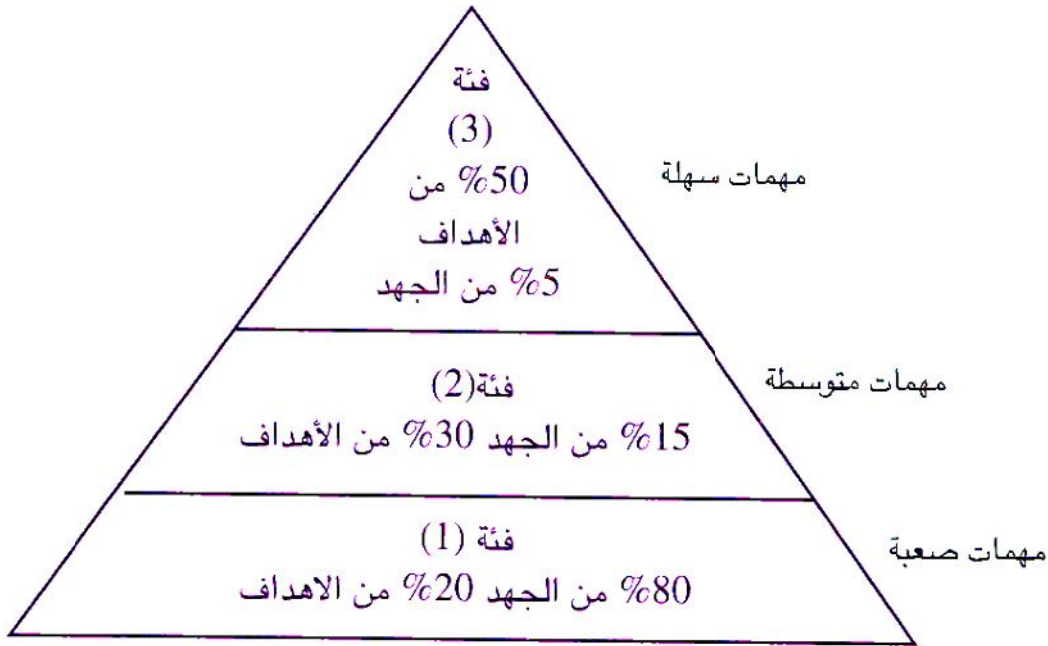 فئة
(3)
50% من
الأهداف
5% من الجهد
مهمات سهلة
فئة(2)
15% من الجهد 30% من الأهداف
مهمات متوسطة
فئة (1)
80% من الجهد 20% من الاهداف
مهمات صعبة